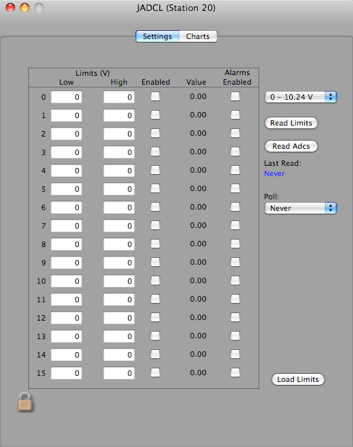 JADCL (Station 20)
Settings Charts
Limits (V) Alarms
Low High Enabled Value Enabled
0 0 0 0.00 0 – 10.24 V
1 0 0 0.00
Read Limits
2 0 0 0.00
3 0 0 0.00 Read Adcs
Last Read:
4 0 0 0.00 Never
5 0 0 0.00
Poll:
6 0 0 0.00 Never
7 0 0 0.00
8 0 0 0.00
9 0 0 0.00
10 0 0 0.00
11 0 0 0.00
12 0 0 0.00
13 0 0 0.00
14 0 0 0.00
15 0 0 0.00 Load Limits